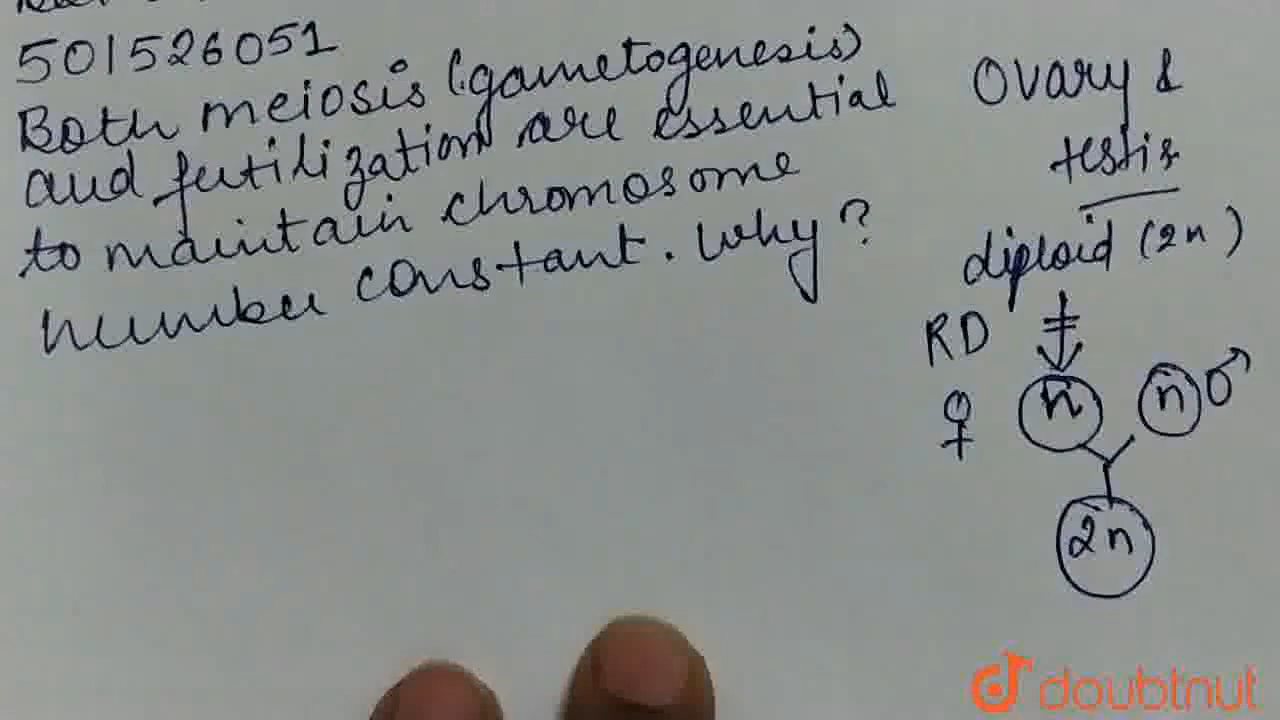 501526051
Both meiosis (gametogenesis)
and fertilization are essential
to maintain chromosome
number constant. Why?
Ovary &
testis
diploid (2n)
RD
♀ n n ♂
2n
doubtnut